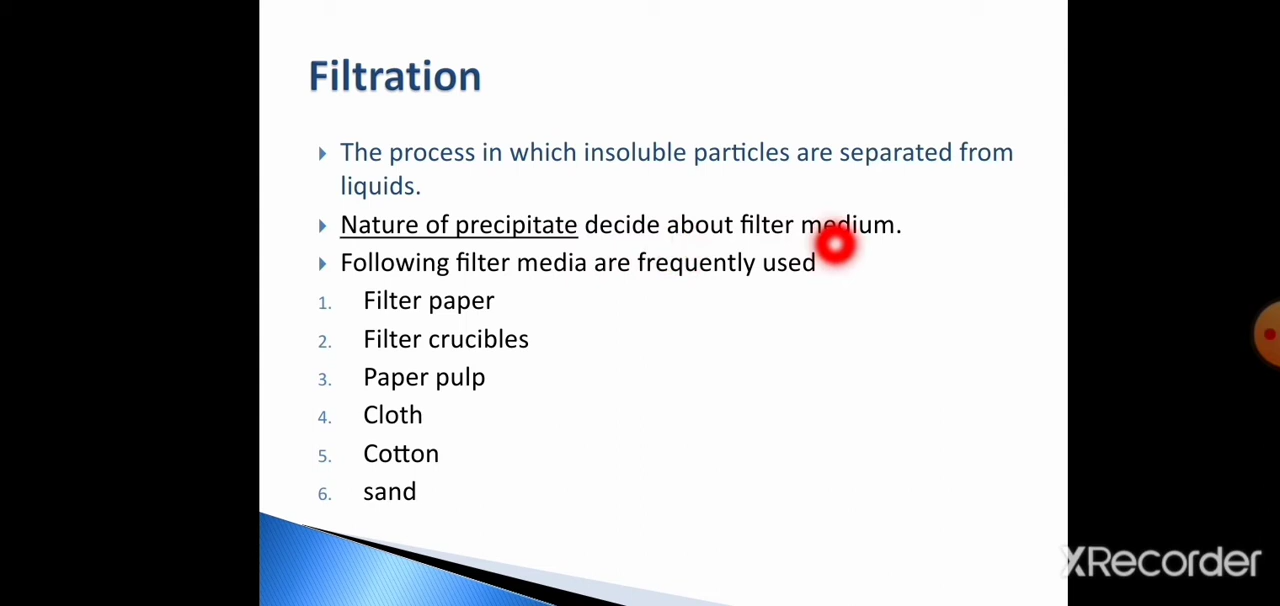 Filtration
The process in which insoluble particles are separated from
liquids.
Nature of precipitate decide about filter medium.
Following filter media are frequently used
1. Filter paper
2. Filter crucibles
3. Paper pulp
4. Cloth
5. Cotton
6. sand
XRecorder